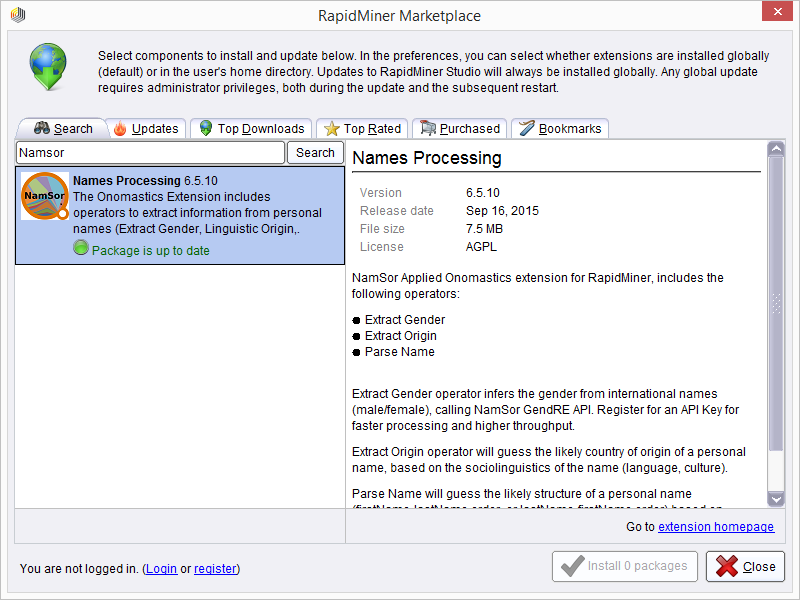 RapidMiner Marketplace
Select components to install and update below. In the preferences, you can select whether extensions are installed globally
(default) or in the user's home directory. Updates to RapidMiner Studio will always be installed globally. Any global update
requires administrator privileges, both during the update and the subsequent restart.
Search Updates Top Downloads Top Rated Purchased Bookmarks
Namsor Search
NamSor
Names Processing 6.5.10
The Onomastics Extension includes
operators to extract information from personal
names (Extract Gender, Linguistic Origin,.
Package is up to date
Names Processing
Version 6.5.10
Release date Sep 16, 2015
File size 7.5 MB
License AGPL
NamSor Applied Onomastics extension for RapidMiner, includes the
following operators:
● Extract Gender
● Extract Origin
● Parse Name
Extract Gender operator infers the gender from international names
(male/female), calling NamSor GendRE API. Register for an API Key for
faster processing and higher throughput.
Extract Origin operator will guess the likely country of origin of a personal
name, based on the sociolinguistics of the name (language, culture).
Parse Name will guess the likely structure of a personal name
(firstName lastName order, or lastName firstName order) based on
Go to extension homepage
You are not logged in. (Login or register)
Install 0 packages
Close